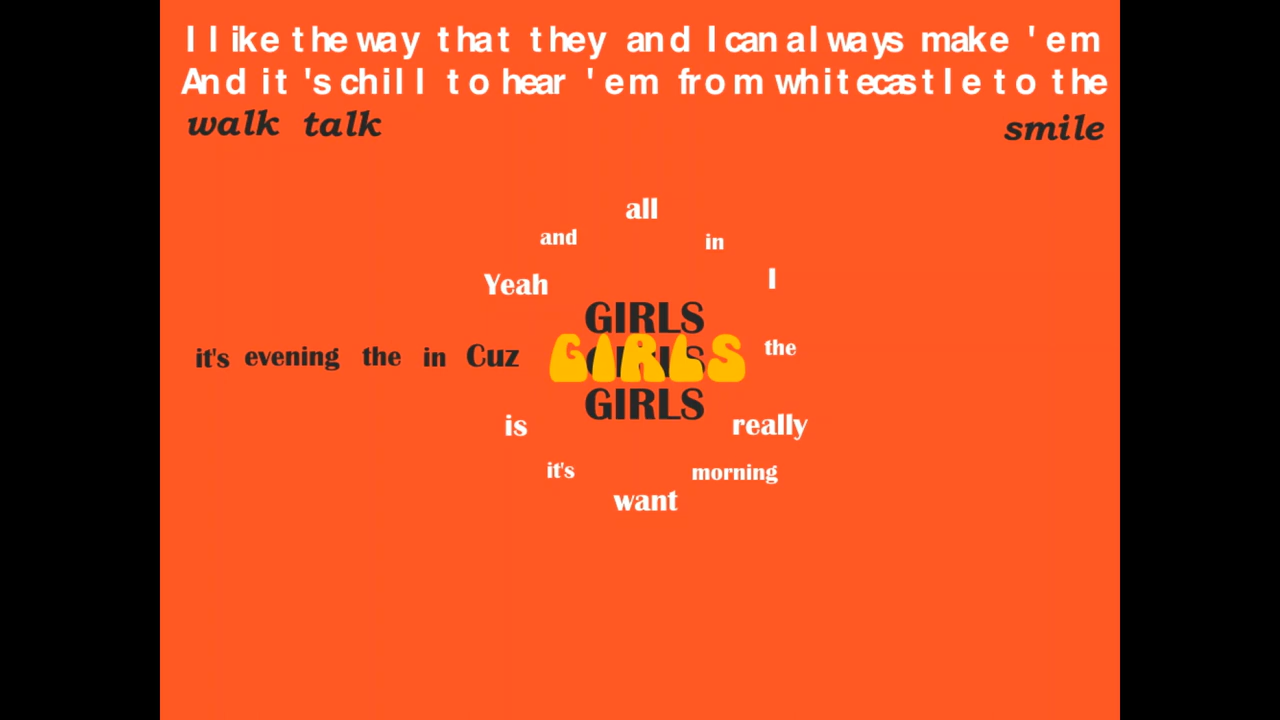 I like the way that they and I can always make 'em
And it's chill to hear 'em from whitecastle to the
walk talk smile
all
and in
Yeah I
GIRLS
it's evening the in Cuz GIRLS GIRLS the
GIRLS
is really
it's morning
want